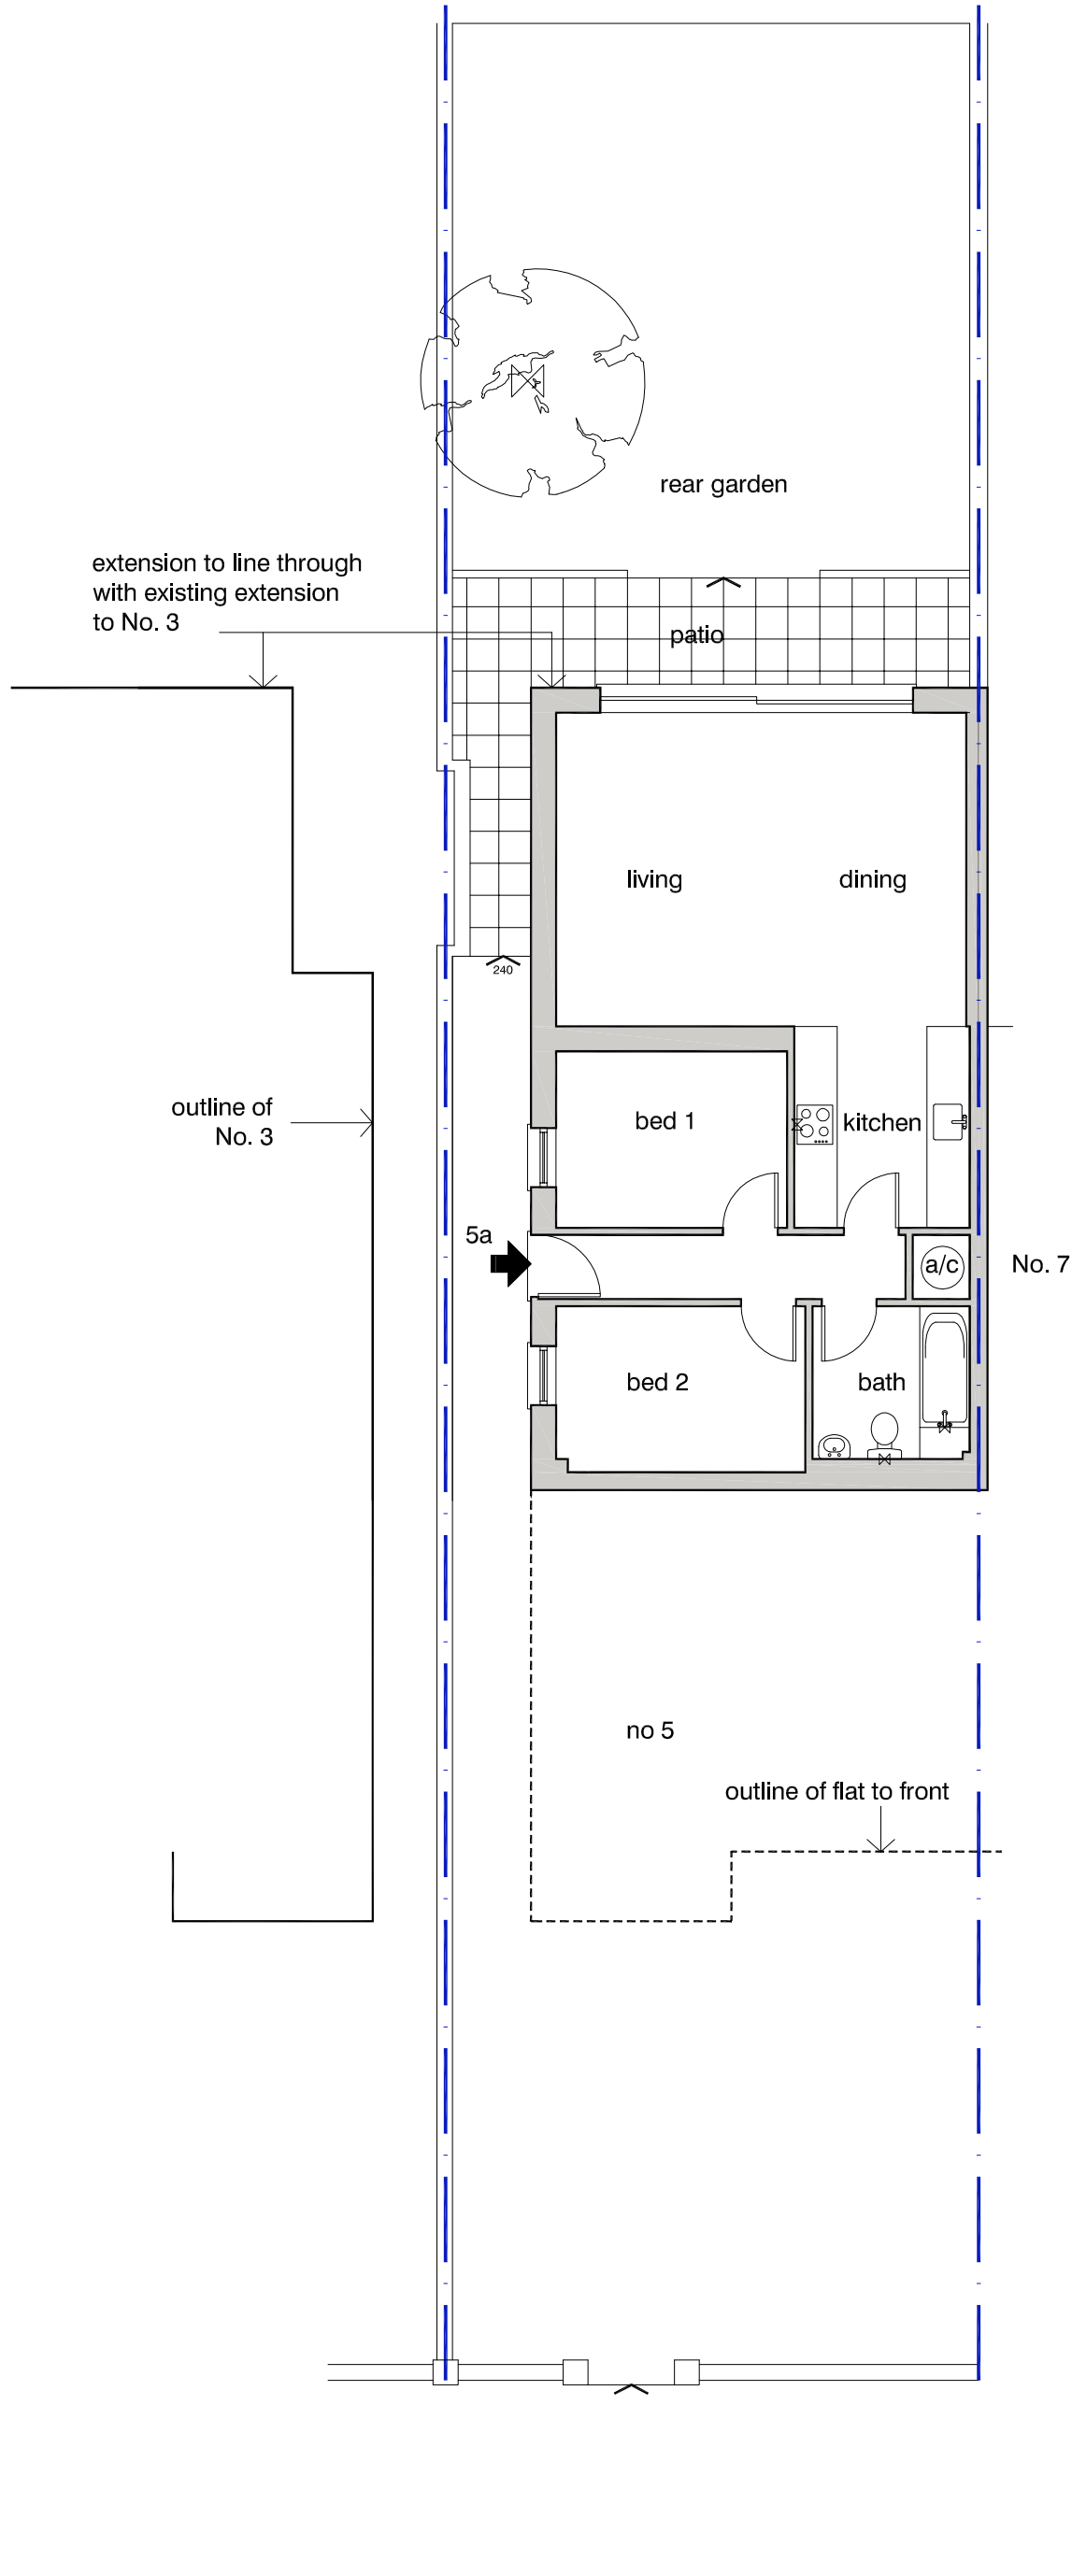 rear garden
extension to line through
with existing extension
to No. 3
patio
living
dining
240
outline of
No. 3
bed 1
kitchen
5a
a/c
No. 7
bed 2
bath
no 5
outline of flat to front